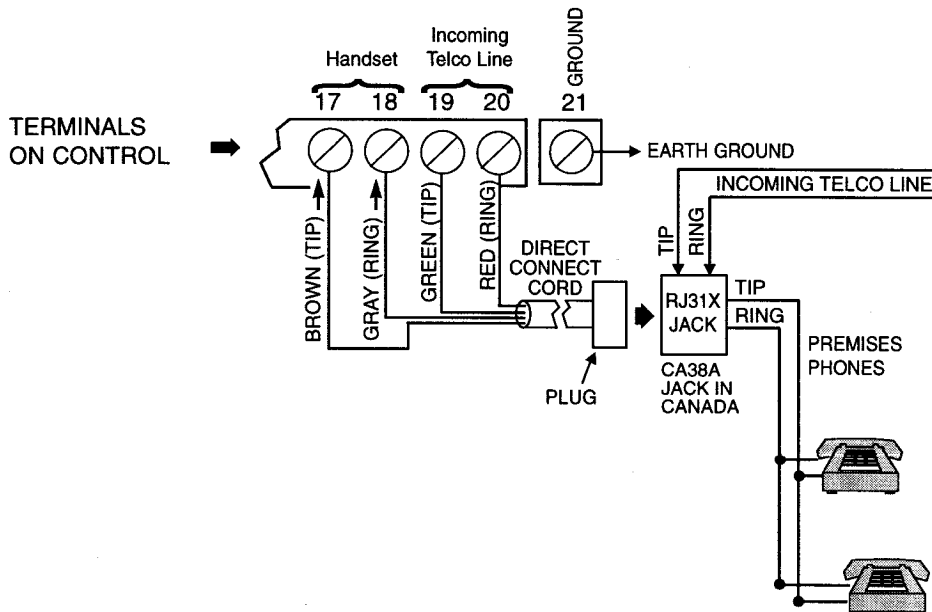 Handset
Incoming
Telco Line
GROUND
17
18
19
20
21
TERMINALS
ON CONTROL
EARTH GROUND
INCOMING TELCO LINE
BROWN (TIP)
GRAY (RING)
GREEN (TIP)
RED (RING)
TIP
RING
DIRECT
CONNECT
CORD
RJ31X
JACK
TIP
RING
PREMISES
PHONES
PLUG
CA38A
JACK IN
CANADA